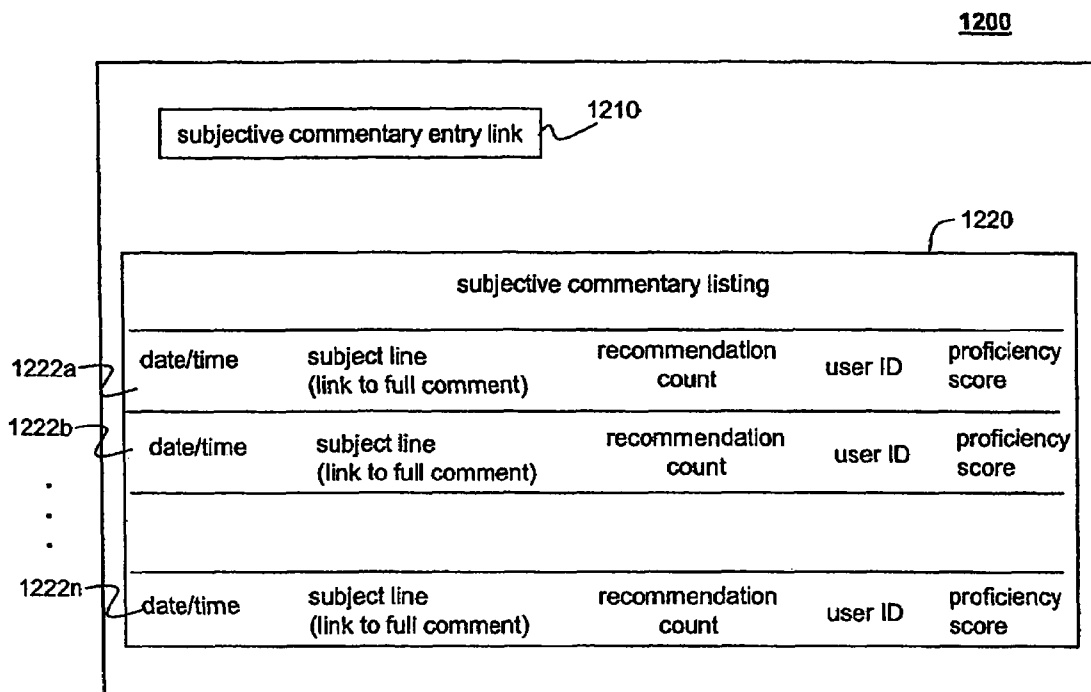 1200
subjective commentary entry link
1210
1220
subjective commentary listing
1222a
date/time subject line (link to full comment) recommendation count user ID proficiency score
1222b
date/time subject line (link to full comment) recommendation count user ID proficiency score
.
.
.
1222n
date/time subject line (link to full comment) recommendation count user ID proficiency score